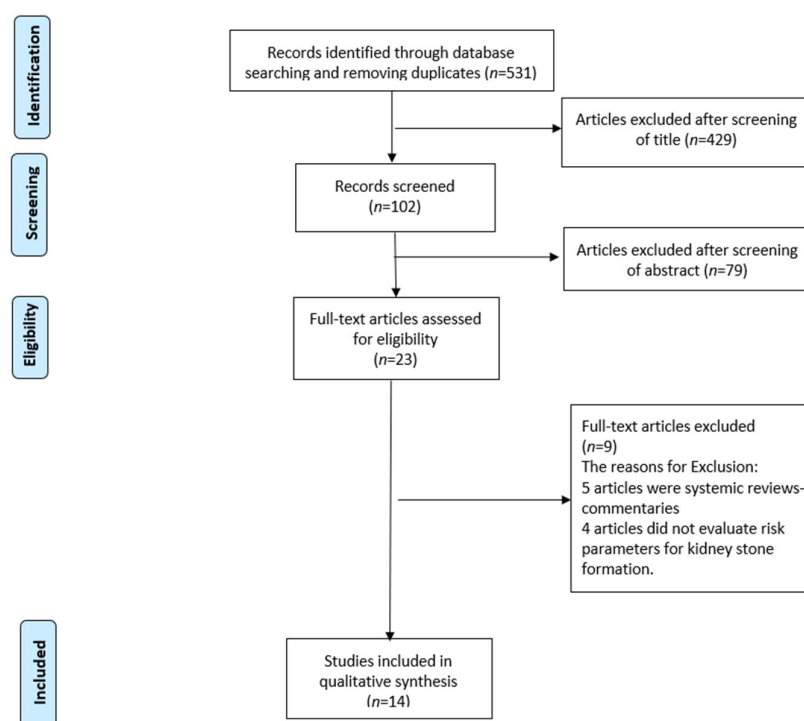 Identification
Records identified through database
searching and removing duplicates (n=531)
Articles excluded after screening
of title (n=429)
Screening
Records screened
(n=102)
Articles excluded after screening
of abstract (n=79)
Eligibility
Full-text articles assessed
for eligibility
(n=23)
Full-text articles excluded
(n=9)
The reasons for Exclusion:
5 articles were systemic reviews-
commentaries
4 articles did not evaluate risk
parameters for kidney stone
formation.
Included
Studies included in
qualitative synthesis
(n=14)